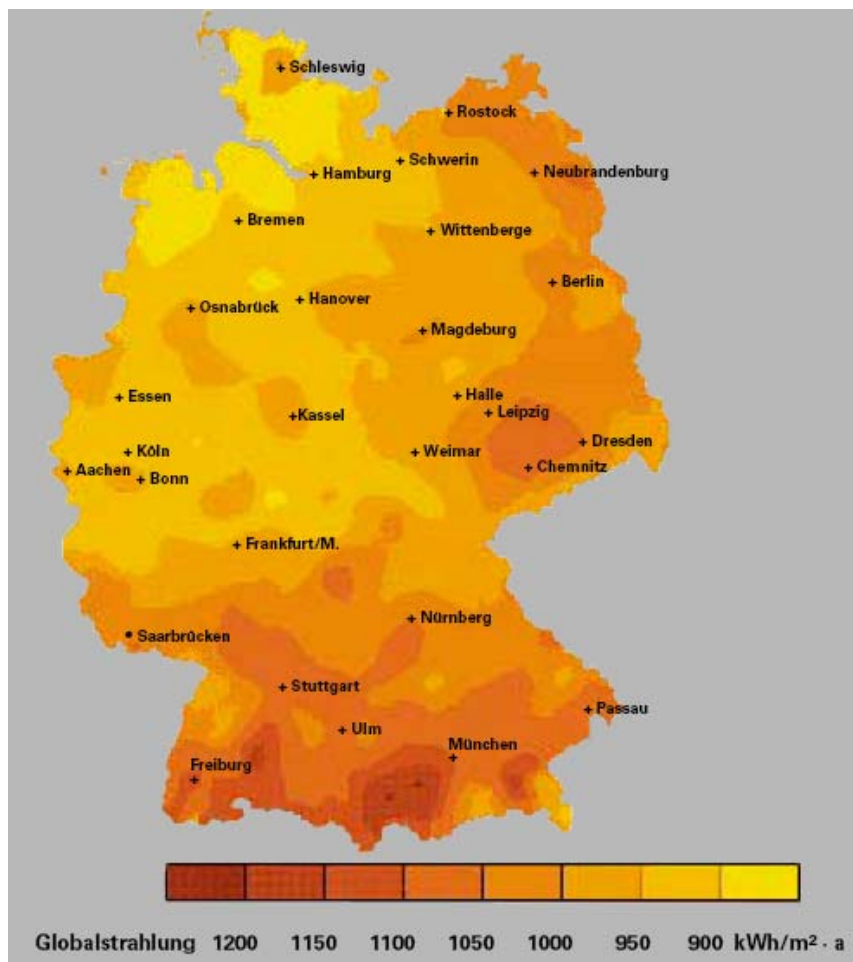 Schleswig
Rostock
Schwerin
Hamburg
Neubrandenburg
Bremen
Wittenberge
Berlin
Osnabrück
Hanover
Magdeburg
Essen
Halle
Leipzig
Kassel
Köln
Weimar
Dresden
Aachen
Bonn
Chemnitz
Frankfurt/M.
Nürnberg
Saarbrücken
Stuttgart
Passau
Ulm
München
Freiburg
Globalstrahlung 1200 1150 1100 1050 1000 950 900 kWh/m² · a